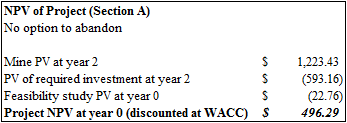 NPV of Project (Section A)
No option to abandon
Mine PV at year 2 $ 1,223.43
PV of required investment at year 2 $ (593.16)
Feasibility study PV at year 0 $ (22.76)
Project NPV at year 0 (discounted at WACC) $ 496.29